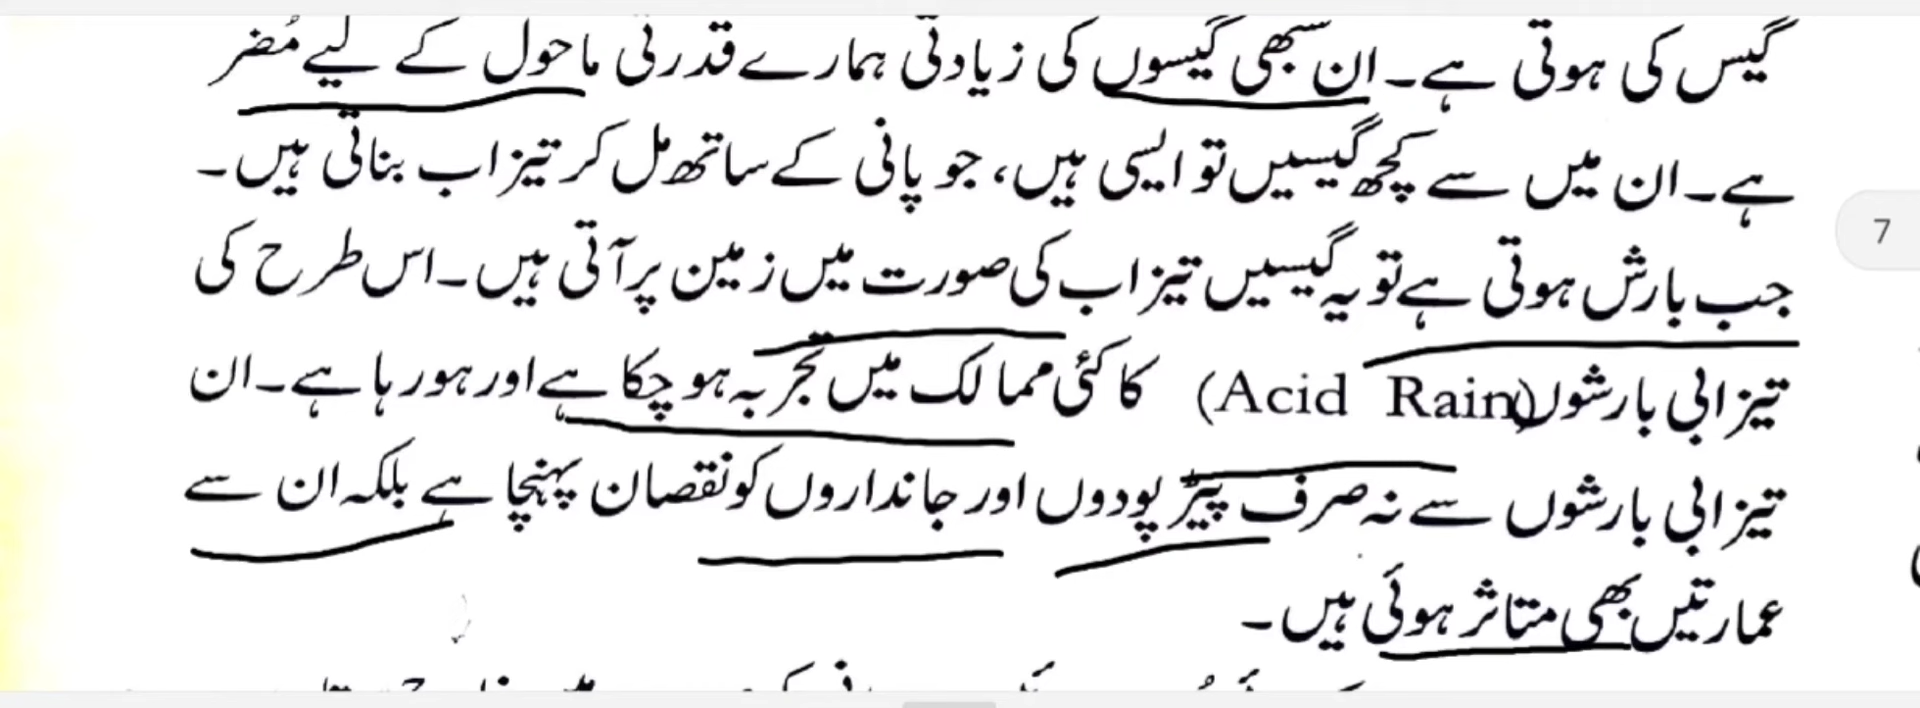 گیس کی ہوتی ہے۔ ان سبھی گیسوں کی زیادتی ہمارے قدرتی ماحول کے لیے مُضر
ہے۔ ان میں سے کچھ گیسیں تو ایسی ہیں، جو پانی کے ساتھ مل کر تیزاب بناتی ہیں۔
جب بارش ہوتی ہے تو یہ گیسیں تیزاب کی صورت میں زمین پر آتی ہیں۔ اس طرح کی
تیزابی بارشوں (Acid Rain) کا کئی ممالک میں تجربہ ہو چکا ہے اور ہو رہا ہے۔ ان
تیزابی بارشوں سے نہ صرف پیڑ پودوں اور جانداروں کو نقصان پہنچا ہے بلکہ ان سے
عمارتیں بھی متاثر ہوئی ہیں۔
7